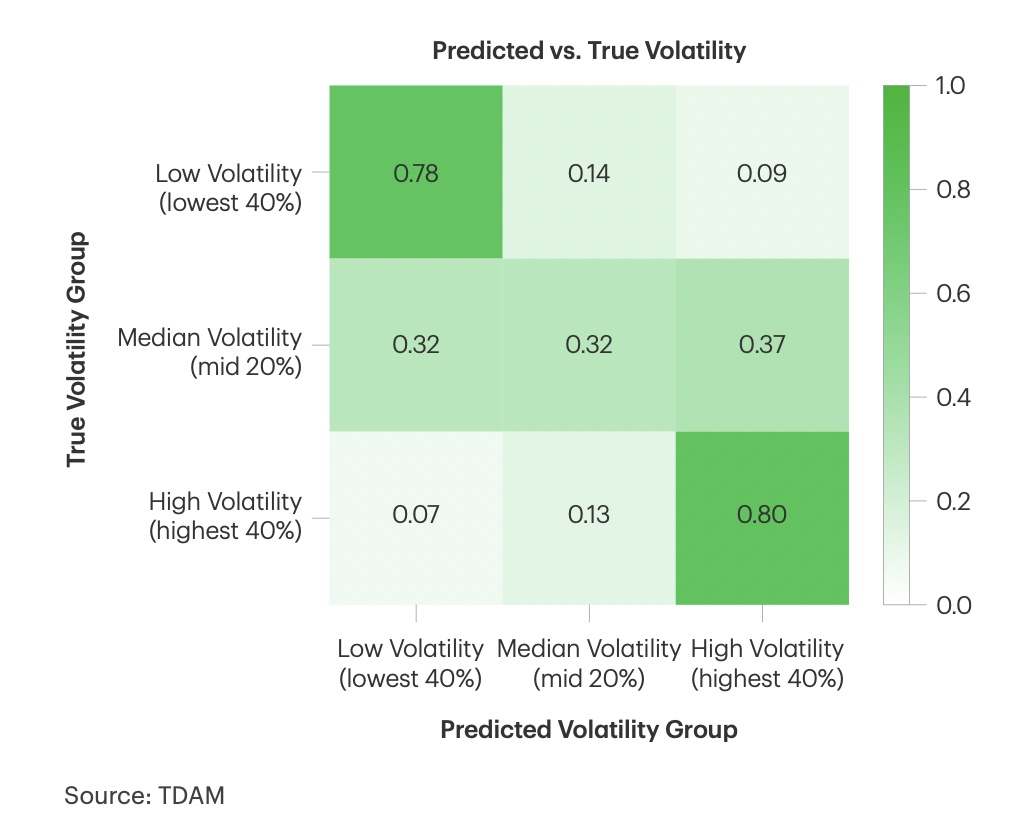 Predicted vs. True Volatility
1.0
Low Volatility
(lowest 40%)
0.78
0.14
0.09
0.8
True Volatility Group
0.6
Median Volatility
(mid 20%)
0.32
0.32
0.37
0.4
High Volatility
(highest 40%)
0.07
0.13
0.80
0.2
0.0
Low Volatility
(lowest 40%)
Median Volatility
(mid 20%)
High Volatility
(highest 40%)
Predicted Volatility Group
Source: TDAM